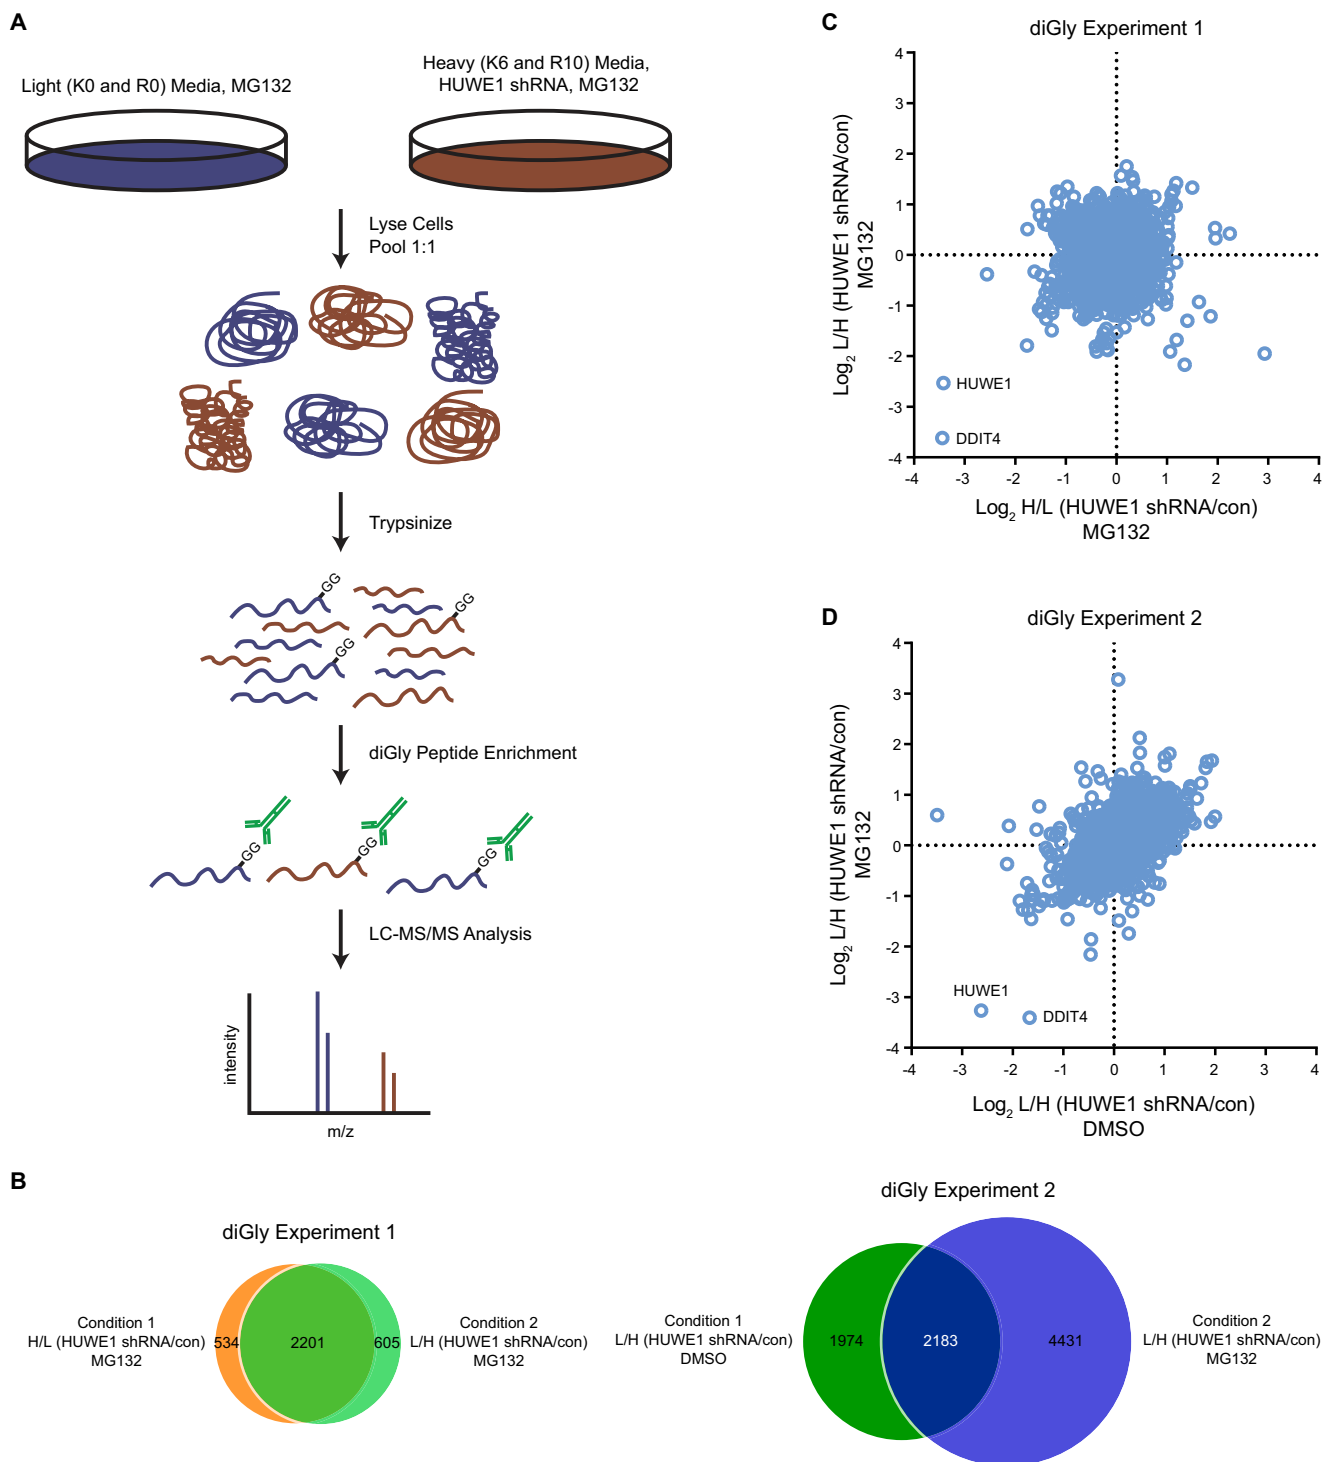 A
Light (K0 and R0) Media, MG132
Heavy (K6 and R10) Media,
HUWE1 shRNA, MG132
Lyse Cells
Pool 1:1
Trypsinize
GG
GG
GG
diGly Peptide Enrichment
GG
GG
GG
LC-MS/MS Analysis
intensity
m/z
C
diGly Experiment 1
Log2 L/H (HUWE1 shRNA/con)
MG132
4
3
2
1
0
-1
-2
-3
-4
HUWE1
DDIT4
-4 -3 -2 -1 0 1 2 3 4
Log2 H/L (HUWE1 shRNA/con)
MG132
D
diGly Experiment 2
Log2 L/H (HUWE1 shRNA/con)
MG132
4
3
2
1
0
-1
-2
-3
-4
HUWE1
DDIT4
-4 -3 -2 -1 0 1 2 3 4
Log2 L/H (HUWE1 shRNA/con)
DMSO
B
diGly Experiment 1
Condition 1
H/L (HUWE1 shRNA/con)
MG132
534
2201
605
Condition 2
L/H (HUWE1 shRNA/con)
MG132
diGly Experiment 2
Condition 1
L/H (HUWE1 shRNA/con)
DMSO
1974
2183
4431
Condition 2
L/H (HUWE1 shRNA/con)
MG132